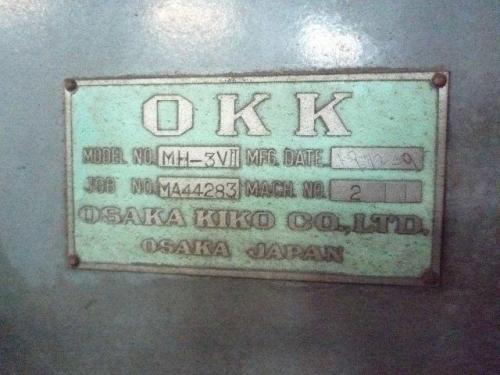 OKK
MODEL NO. MH-3VII MFG. DATE
JOB NO. MA44283 MACH. NO. 2
OSAKA KIKO CO., LTD.
OSAKA JAPAN